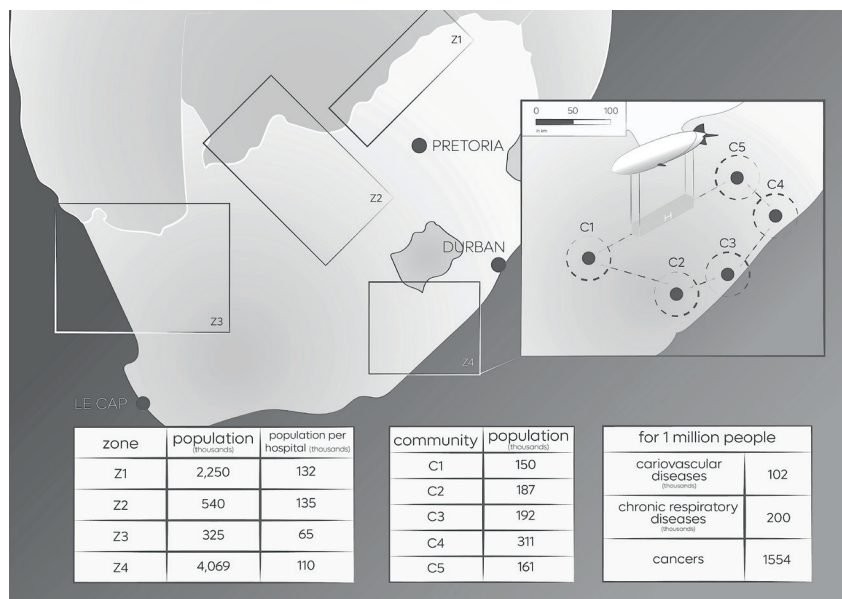 Z1
PRETORIA
Z2
DURBAN
Z3
Z4
LE CAP
0 50 100
in km
C5
C4
C1
C3
C2
H
zone population (thousands) population per hospital (thousands)
Z1 2,250 132
Z2 540 135
Z3 325 65
Z4 4,069 110
community population (thousands)
C1 150
C2 187
C3 192
C4 311
C5 161
for 1 million people
cariovascular
diseases
(thousands)
102
chronic respiratory
diseases
(thousands)
200
cancers 1554